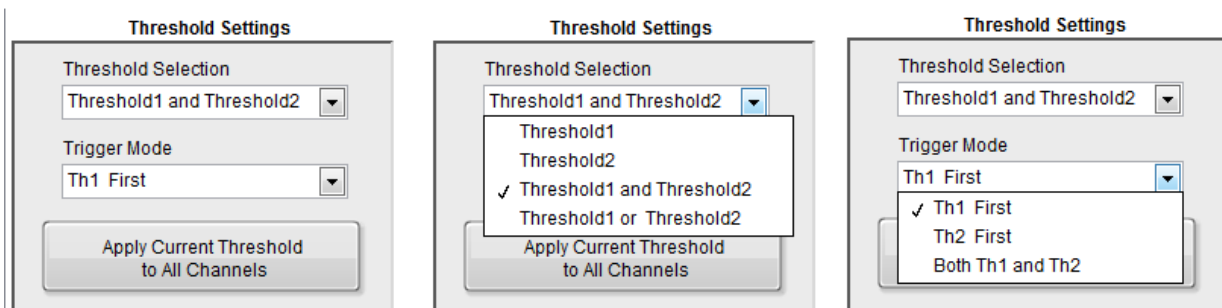 Threshold Settings
Threshold Selection
Threshold1 and Threshold2
Trigger Mode
Th1 First
Apply Current Threshold
to All Channels
Threshold Settings
Threshold Selection
Threshold1 and Threshold2
Threshold1
Threshold2
✓ Threshold1 and Threshold2
Threshold1 or Threshold2
Apply Current Threshold
to All Channels
Threshold Settings
Threshold Selection
Threshold1 and Threshold2
Trigger Mode
Th1 First
✓ Th1 First
Th2 First
Both Th1 and Th2